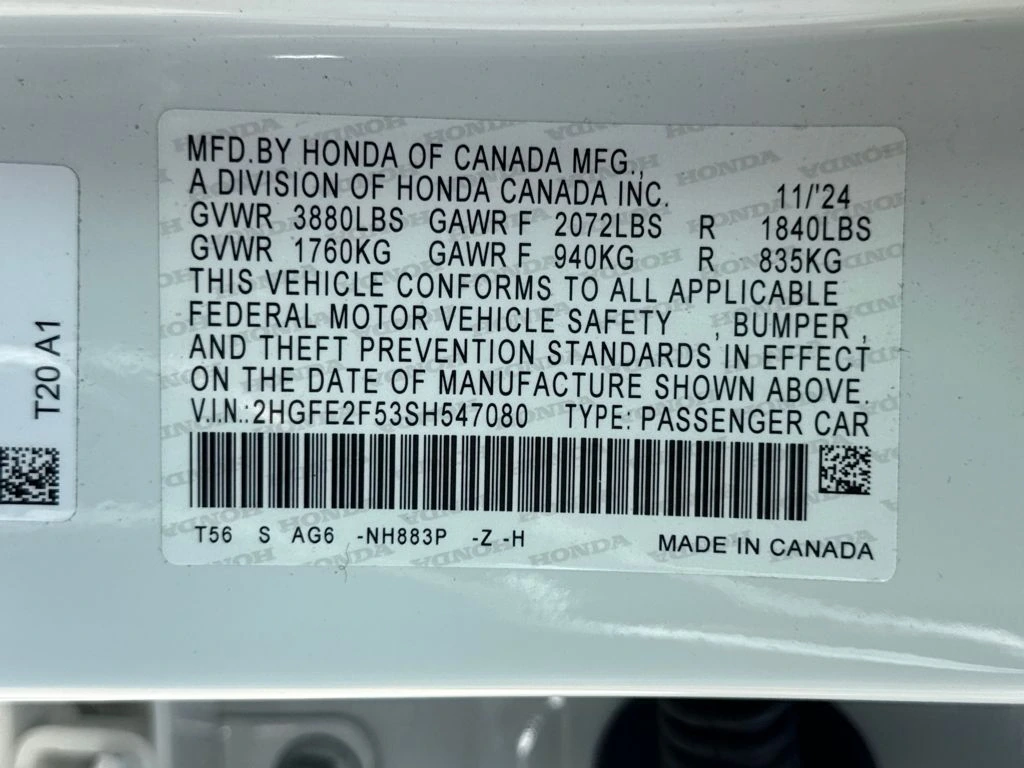 MFD.BY HONDA OF CANADA MFG.,
A DIVISION OF HONDA CANADA INC. 11/'24
GVWR 3880LBS GAWR F 2072LBS R 1840LBS
GVWR 1760KG GAWR F 940KG R 835KG
THIS VEHICLE CONFORMS TO ALL APPLICABLE
FEDERAL MOTOR VEHICLE SAFETY , BUMPER ,
AND THEFT PREVENTION STANDARDS IN EFFECT
ON THE DATE OF MANUFACTURE SHOWN ABOVE.
V.I.N.:2HGFE2F53SH547080 TYPE: PASSENGER CAR
T56 S AG6 -NH883P -Z -H
MADE IN CANADA
T20 A1